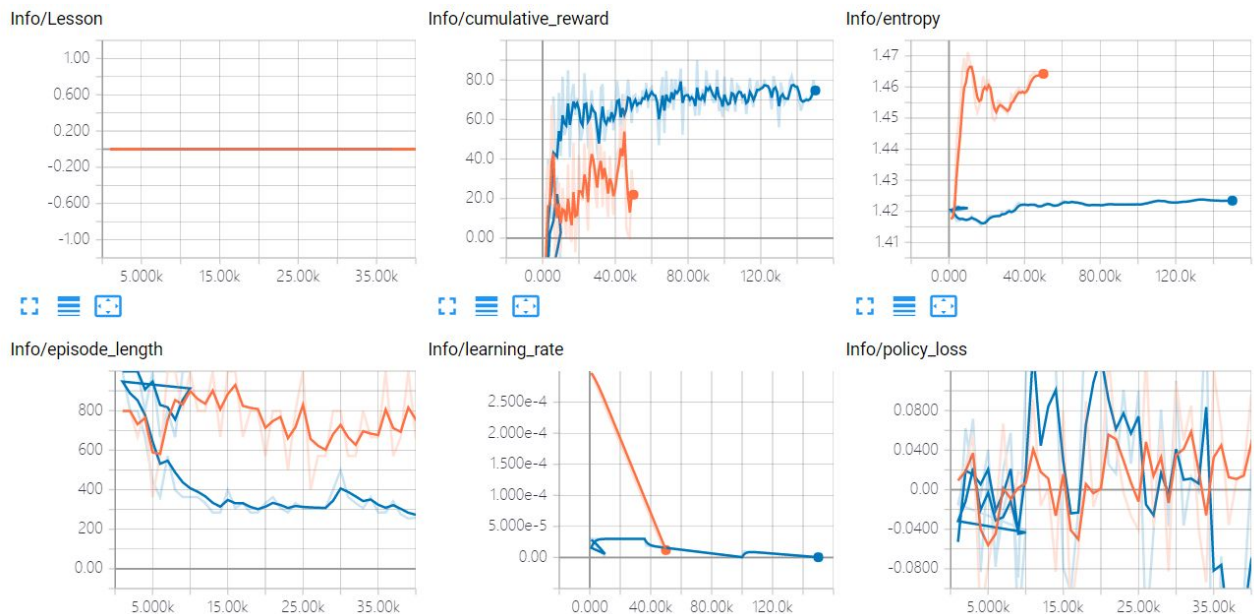 Info/Lesson
1.00
0.600
0.200
-0.200
-0.600
-1.00
5.000k 15.00k 25.00k 35.00k
Info/cumulative_reward
80.0
60.0
40.0
20.0
0.00
0.000 40.00k 80.00k 120.0k
Info/entropy
1.47
1.46
1.45
1.44
1.43
1.42
1.41
0.000 40.00k 80.00k 120.0k
Info/episode_length
800
600
400
200
0.00
5.000k 15.00k 25.00k 35.00k
Info/learning_rate
2.500e-4
2.000e-4
1.500e-4
1.000e-4
5.000e-5
0.00
0.000 40.00k 80.00k 120.0k
Info/policy_loss
0.0800
0.0400
0.00
-0.0400
-0.0800
5.000k 15.00k 25.00k 35.00k